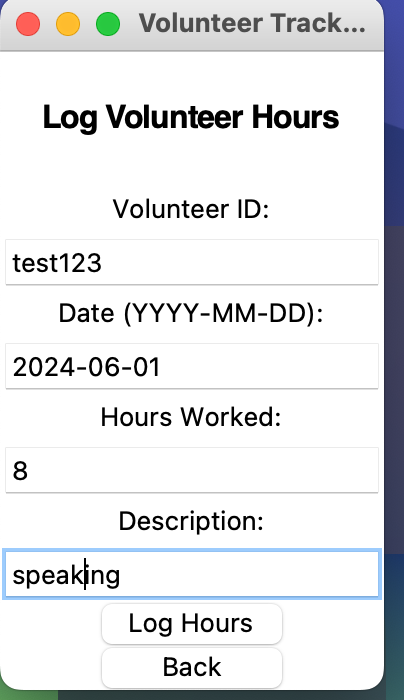 Volunteer Track...
Log Volunteer Hours
Volunteer ID:
test123
Date (YYYY-MM-DD):
2024-06-01
Hours Worked:
8
Description:
speaking
Log Hours
Back